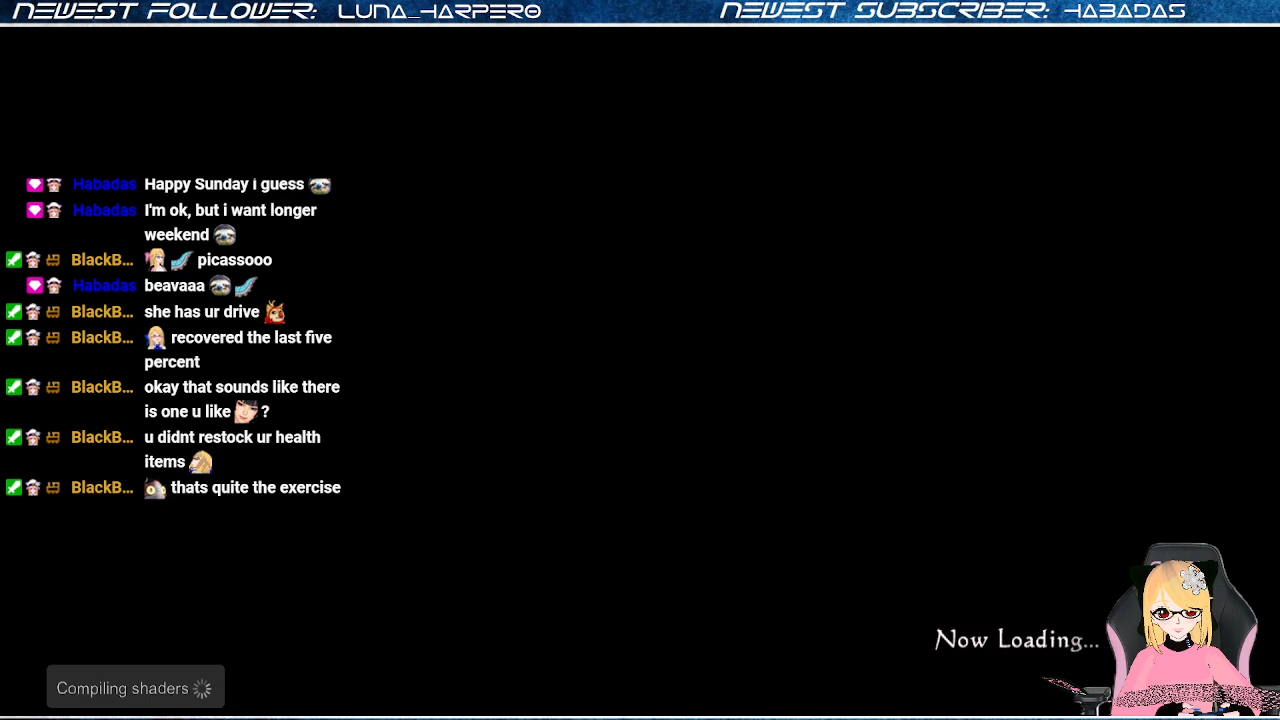 NEWEST FOLLOWER: LUNA_HARPER0 NEWEST SUBSCRIBER: HABADAS
Habadas Happy Sunday i guess
Habadas I'm ok, but i want longer
weekend
BlackB... picassooo
Habadas beavaaa
BlackB... she has ur drive
BlackB... recovered the last five
percent
BlackB... okay that sounds like there
is one u like ?
BlackB... u didnt restock ur health
items
BlackB... thats quite the exercise
Now Loading...
Compiling shaders